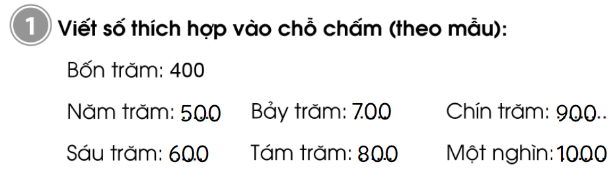 1 Viết số thích hợp vào chỗ chấm (theo mẫu):
Bốn trăm: 400
Năm trăm: 500 Bảy trăm: 700 Chín trăm: 900..
Sáu trăm: 600 Tám trăm: 800 Một nghìn: 1000